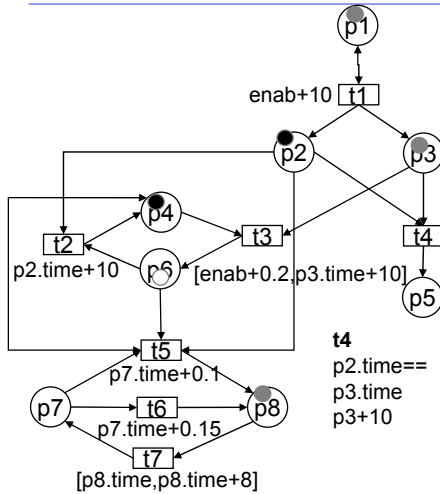 p1
enab+10 t1
p2 p3
p4
t2 t3 t4
p2.time+10 p6 [enab+0.2,p3.time+10] p5
t5
p7.time+0.1
t4
p2.time==
p3.time
p3+10
p7 t6 p8
p7.time+0.15
t7
[p8.time,p8.time+8]